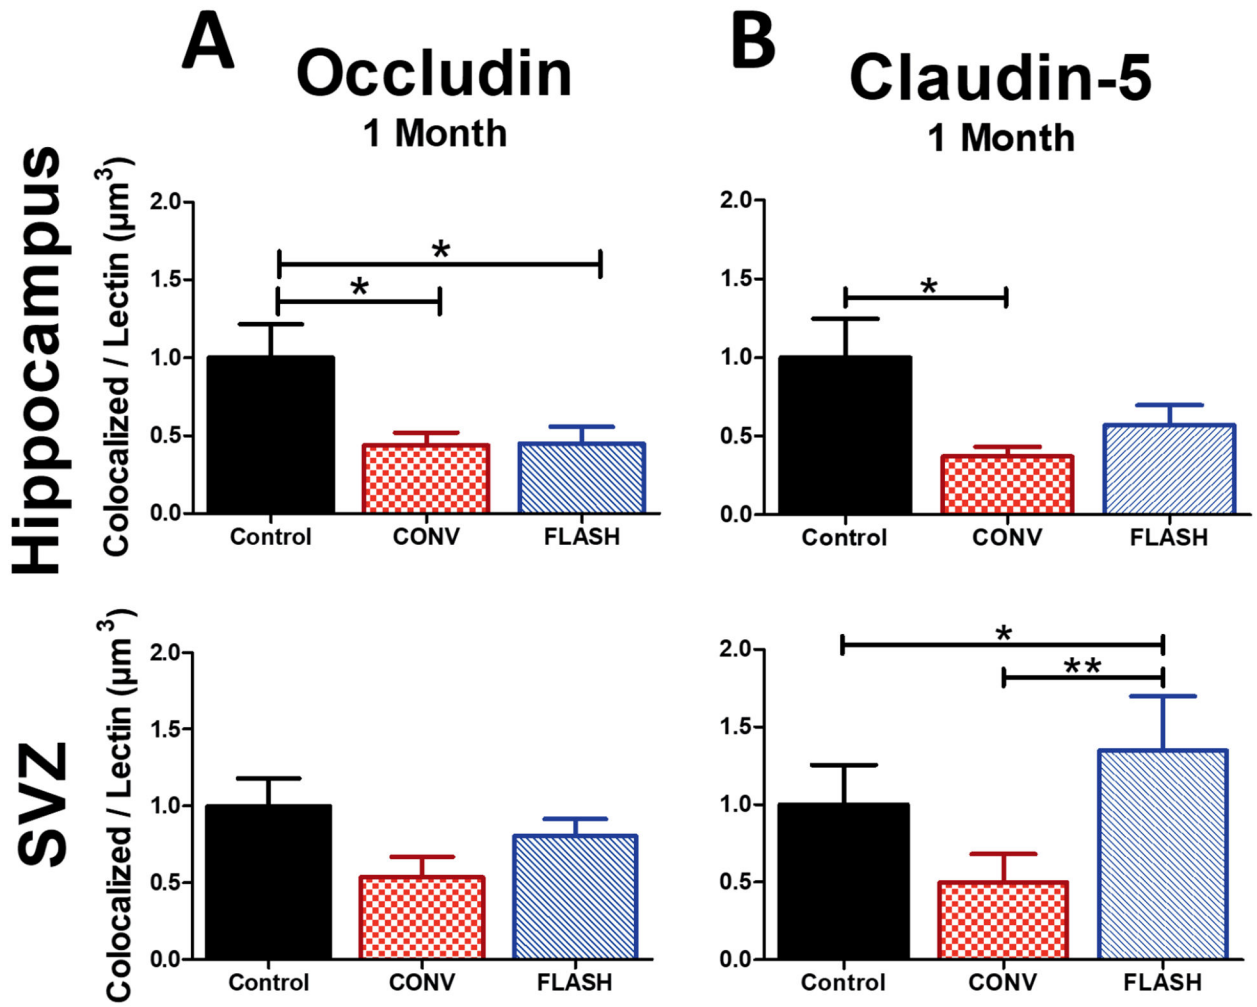 A
Occludin
1 Month
B
Claudin-5
1 Month
Hippocampus
Colocalized / Lectin (μm³)
2.0
1.5
1.0
0.5
0.0
*
*
Control CONV FLASH
2.0
1.5
1.0
0.5
0.0
*
Control CONV FLASH
SVZ
Colocalized / Lectin (μm³)
2.0
1.5
1.0
0.5
0.0
Control CONV FLASH
2.0
1.5
1.0
0.5
0.0
*
**
Control CONV FLASH